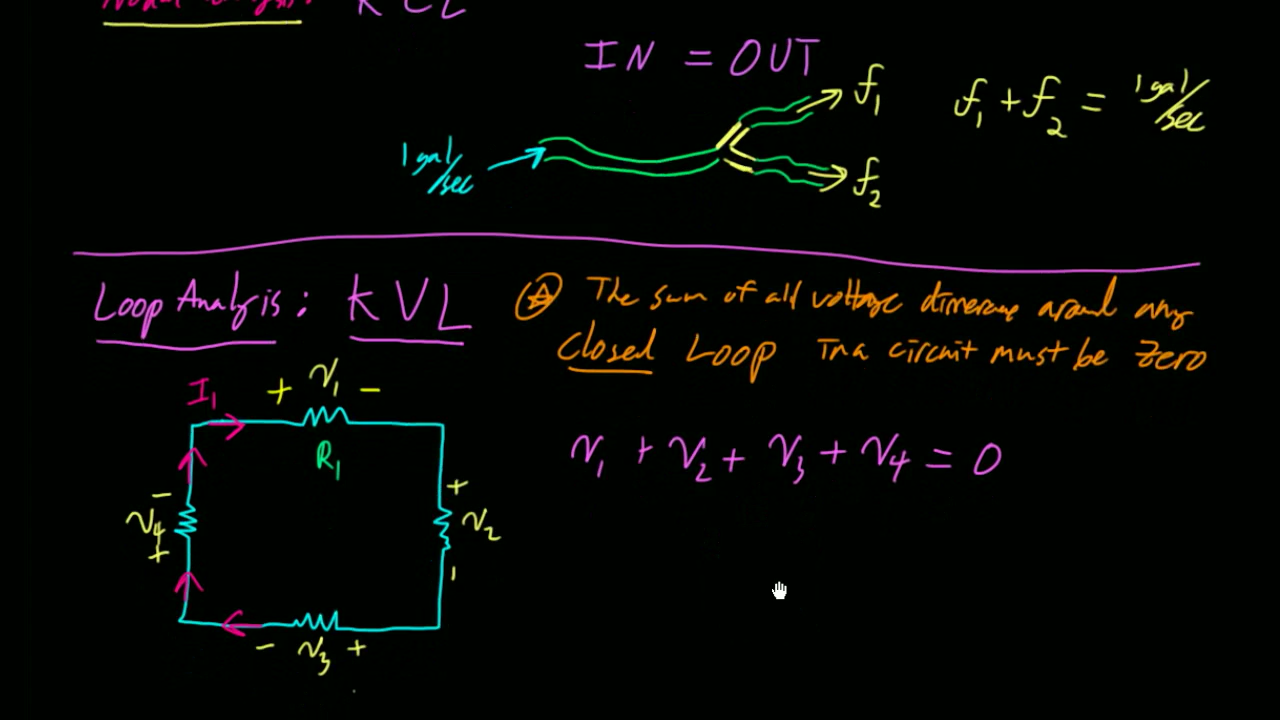 Nodal Analysis: KCL
IN = OUT
f1
f1 + f2 = 1 gal/sec
1 gal/sec
f2
Loop Analysis: KVL
The sum of all voltage differences around any
Closed Loop in a circuit must be zero
I1
+ V1 -
R1
V1 + V2 + V3 + V4 = 0
- V4 +
+ V2 -
- V3 +